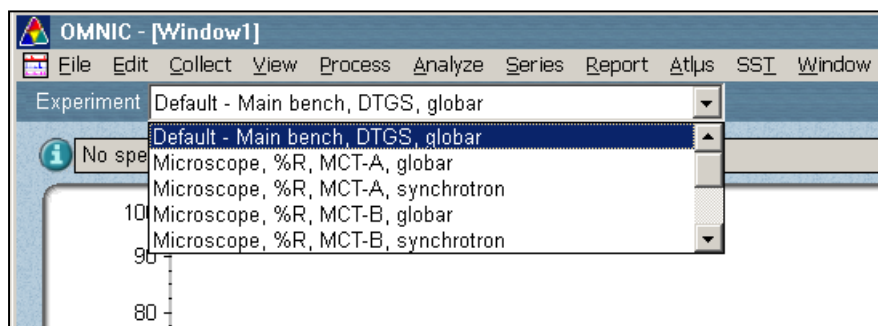 OMNIC - [Window1]
File Edit Collect View Process Analyze Series Report Atlμs SST Window
Experiment Default - Main bench, DTGS, globar
Default - Main bench, DTGS, globar
No spe
Microscope, %R, MCT-A, globar
Microscope, %R, MCT-A, synchrotron
10 Microscope, %R, MCT-B, globar
Microscope, %R, MCT-B, synchrotron
90
80